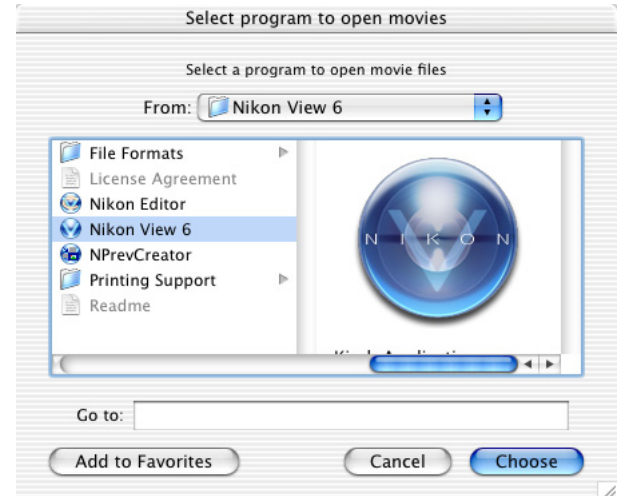 Select program to open movies
Select a program to open movie files
From: Nikon View 6
File Formats
License Agreement
Nikon Editor
Nikon View 6
NPrevCreator
Printing Support
Readme
N I K O N
Go to:
Add to Favorites
Cancel
Choose